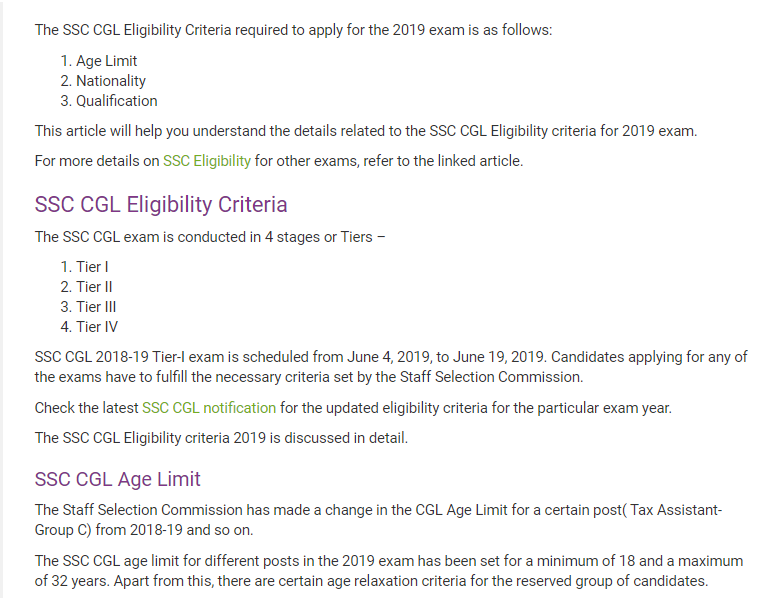 The SSC CGL Eligibility Criteria required to apply for the 2019 exam is as follows:
1. Age Limit
2. Nationality
3. Qualification
This article will help you understand the details related to the SSC CGL Eligibility criteria for 2019 exam.
For more details on SSC Eligibility for other exams, refer to the linked article.
SSC CGL Eligibility Criteria
The SSC CGL exam is conducted in 4 stages or Tiers –
1. Tier I
2. Tier II
3. Tier III
4. Tier IV
SSC CGL 2018-19 Tier-I exam is scheduled from June 4, 2019, to June 19, 2019. Candidates applying for any of
the exams have to fulfill the necessary criteria set by the Staff Selection Commission.
Check the latest SSC CGL notification for the updated eligibility criteria for the particular exam year.
The SSC CGL Eligibility criteria 2019 is discussed in detail.
SSC CGL Age Limit
The Staff Selection Commission has made a change in the CGL Age Limit for a certain post( Tax Assistant-
Group C) from 2018-19 and so on.
The SSC CGL age limit for different posts in the 2019 exam has been set for a minimum of 18 and a maximum
of 32 years. Apart from this, there are certain age relaxation criteria for the reserved group of candidates.